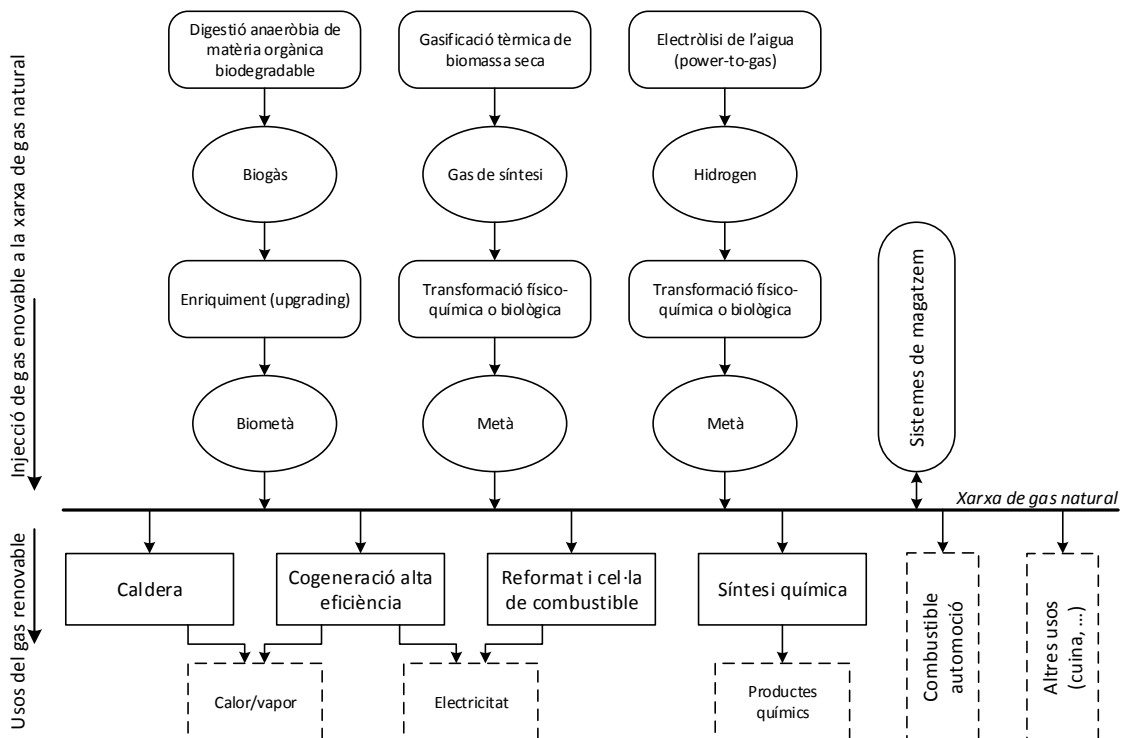 Injecció de gas enovable a la xarxa de gas natural
Digestió anaeròbia de
matèria orgànica
biodegradable
Gasificació tèrmica de
biomassa seca
Electròlisi de l'aigua
(power-to-gas)
Biogàs
Gas de síntesi
Hidrogen
Enriquiment (upgrading)
Transformació físico-
química o biològica
Transformació físico-
química o biològica
Biometà
Metà
Metà
Sistemes de magatzem
Xarxa de gas natural
Usos del gas renovable
Caldera
Cogeneració alta
eficiència
Reformat i cel·la
de combustible
Síntesi química
Combustible
automoció
Altres usos
(cuina, ...)
Calor/vapor
Electricitat
Productes
químics